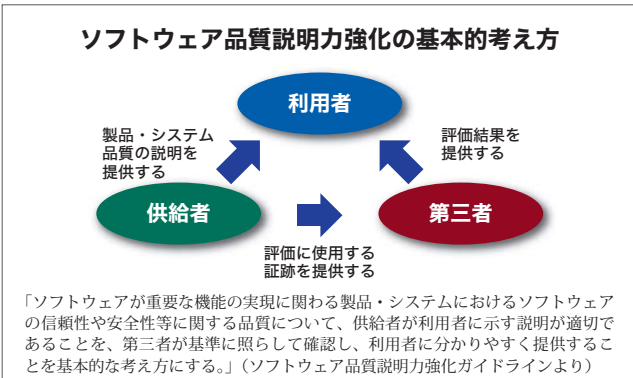 ソフトウェア品質説明力強化の基本的考え方
利用者
製品・システム
品質の説明を
提供する
評価結果を
提供する
供給者
第三者
評価に使用する
証跡を提供する
「ソフトウェアが重要な機能の実現に関わる製品・システムにおけるソフトウェア
の信頼性や安全性等に関する品質について、供給者が利用者に示す説明が適切で
あることを、第三者が基準に照らして確認し、利用者に分かりやすく提供するこ
とを基本的な考え方にする。」（ソフトウェア品質説明力強化ガイドラインより）